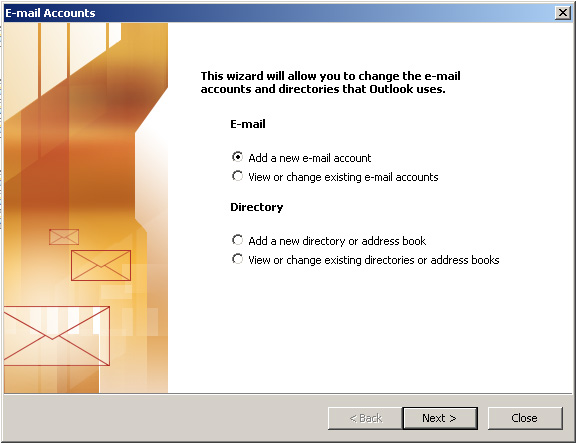 E-mail Accounts
This wizard will allow you to change the e-mail
accounts and directories that Outlook uses.
E-mail
Add a new e-mail account
View or change existing e-mail accounts
Directory
Add a new directory or address book
View or change existing directories or address books
< Back
Next >
Close